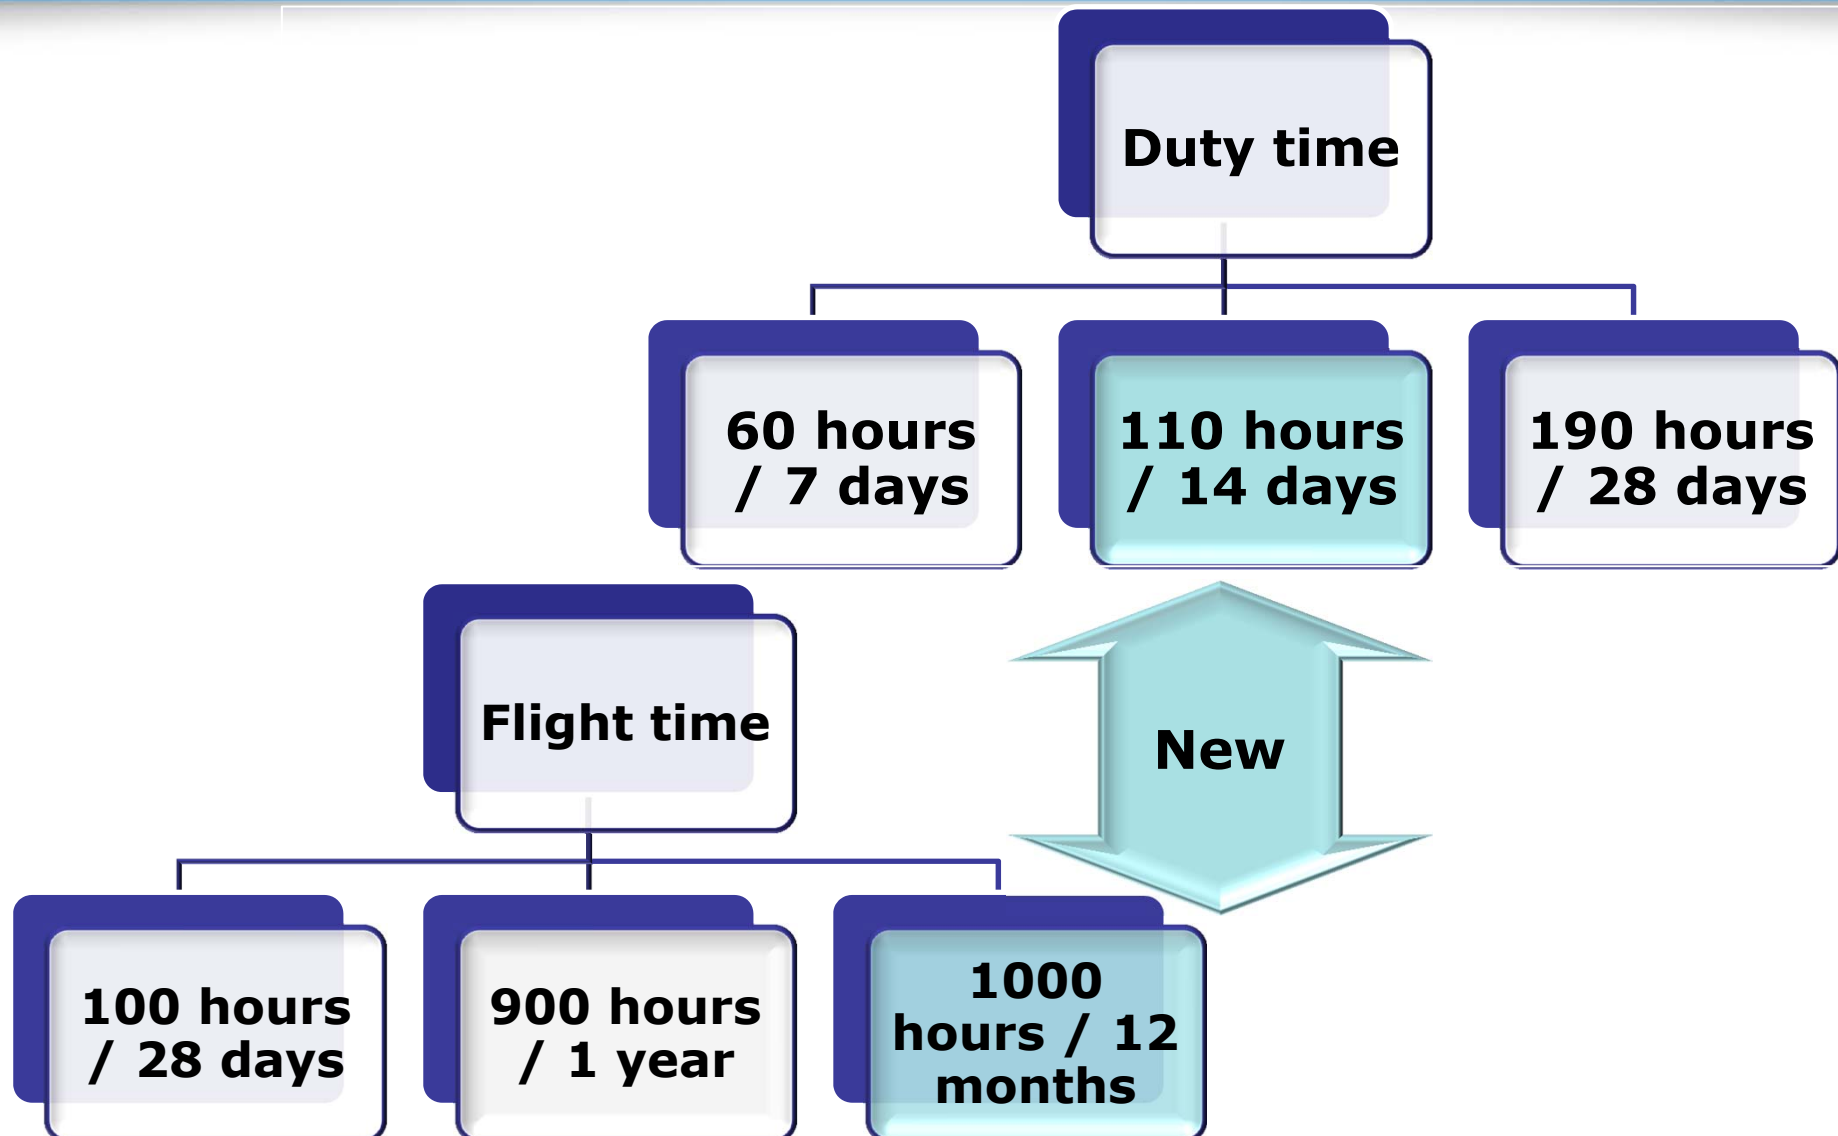 Duty time
60 hours
/ 7 days
110 hours
/ 14 days
190 hours
/ 28 days
Flight time
New
100 hours
/ 28 days
900 hours
/ 1 year
1000
hours / 12
months